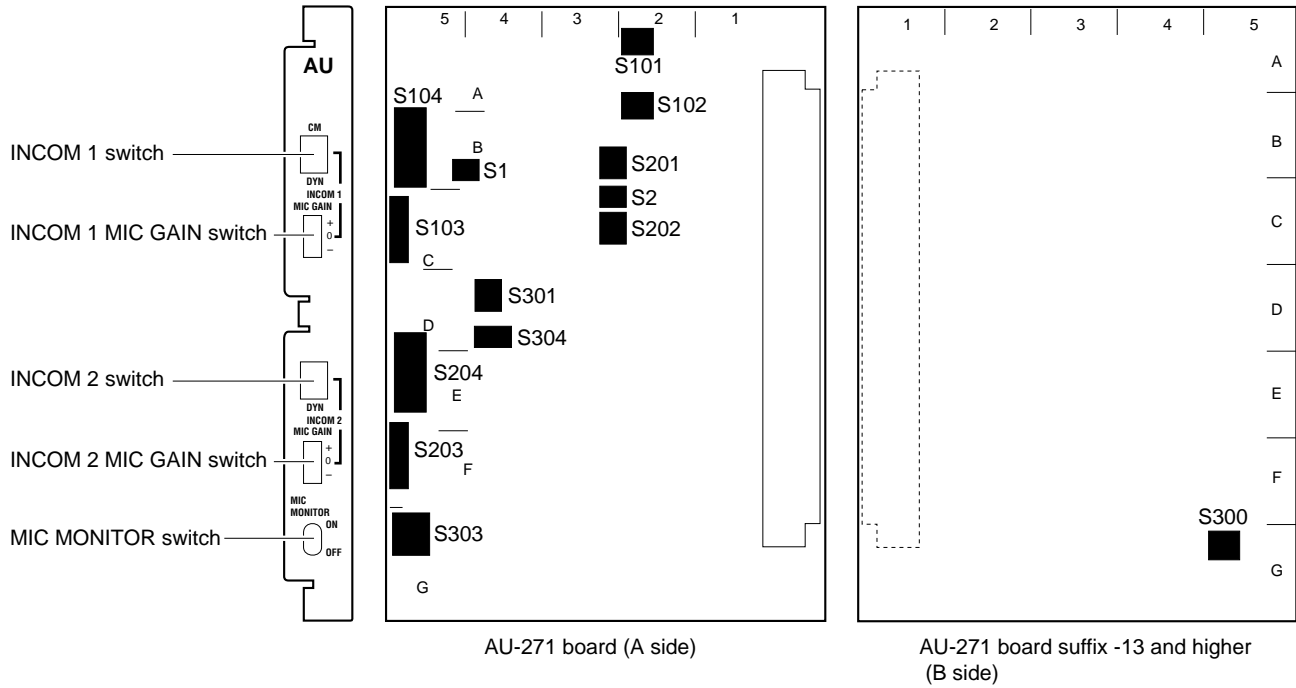 AU
CM
DYN
INCOM 1
MIC GAIN
+
0
–
DYN
INCOM 2
MIC GAIN
+
0
–
MIC
MONITOR
ON
OFF
INCOM 1 switch
INCOM 1 MIC GAIN switch
INCOM 2 switch
INCOM 2 MIC GAIN switch
MIC MONITOR switch
5 4 3 2 1
S101
S104 A S102
B S1 S201
S2
S103 S202
C
S301
D S304
S204
E
S203
F
S303
G
AU-271 board (A side)
1 2 3 4 5
A
B
C
D
E
F
S300
G
AU-271 board suffix -13 and higher
(B side)